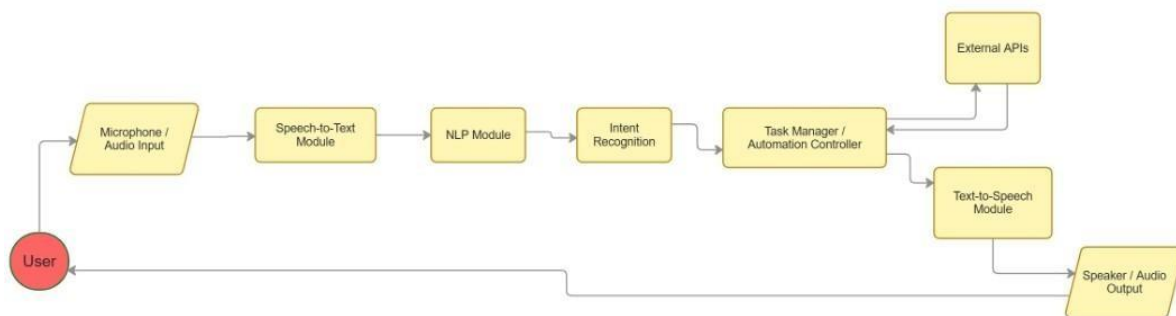 External APIs
Microphone /
Audio Input
Speech-to-Text
Module
NLP Module
Intent
Recognition
Task Manager /
Automation Controller
Text-to-Speech
Module
User
Speaker / Audio
Output